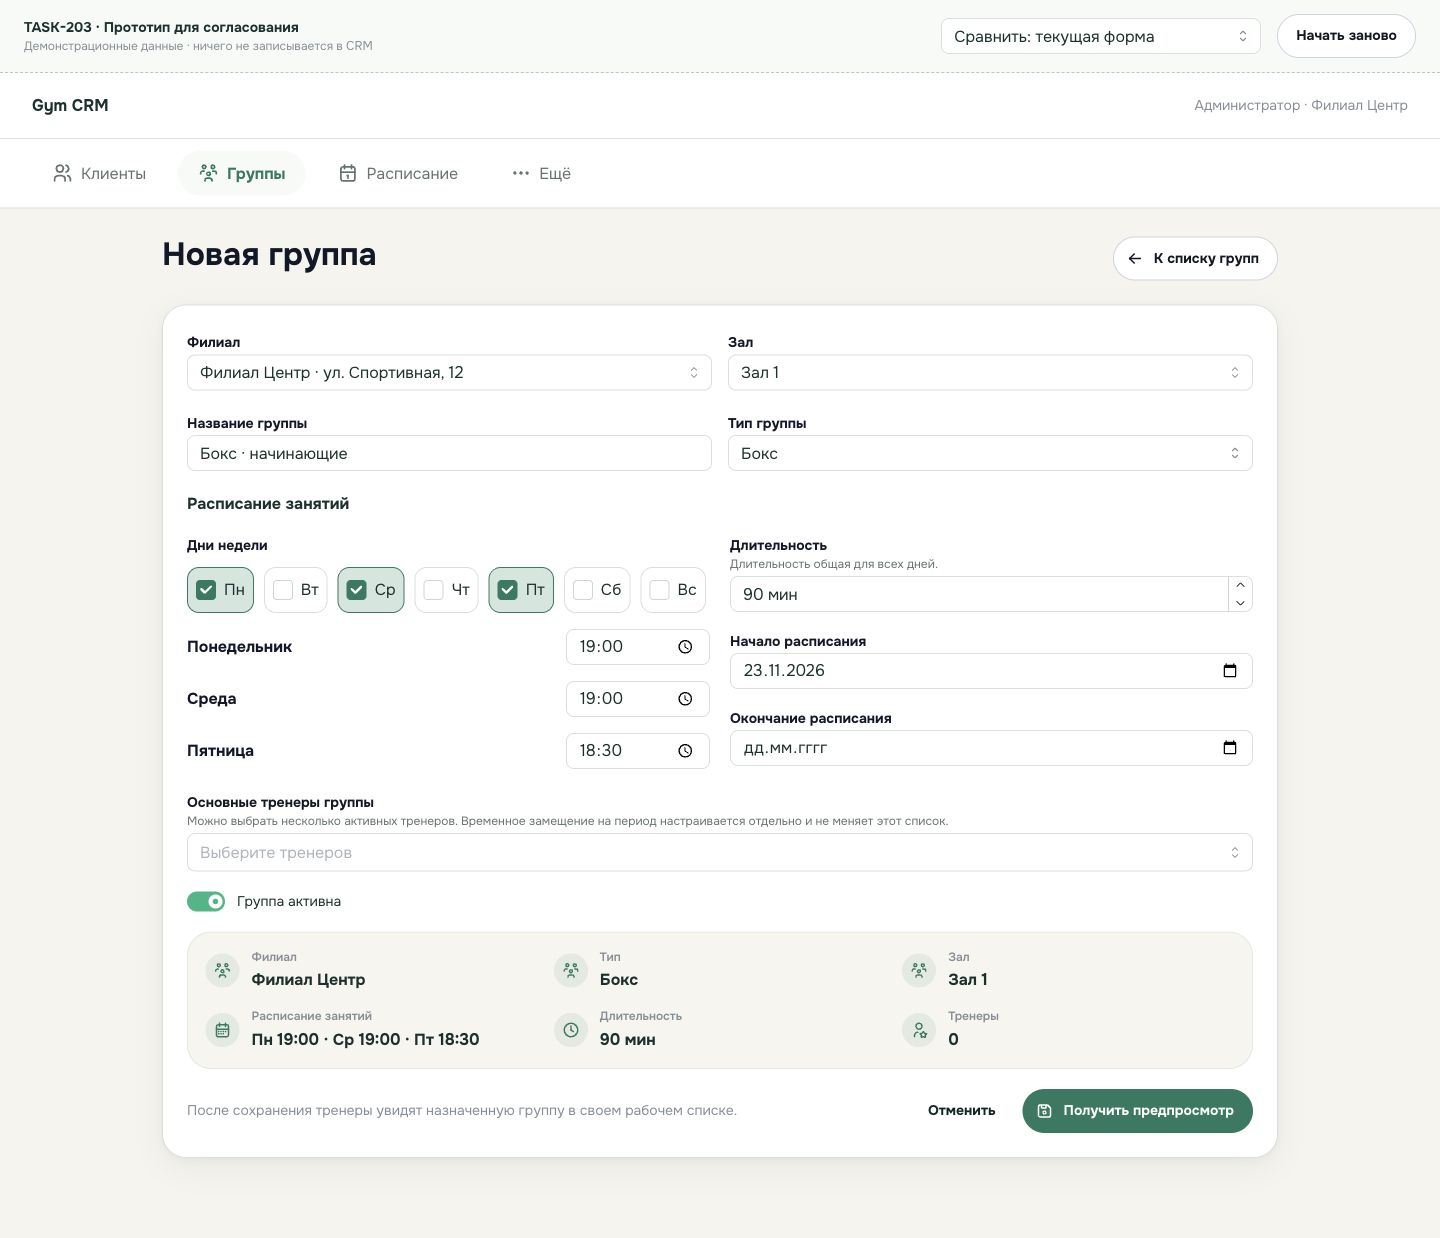 TASK-203 · Прототип для согласования
Демонстрационные данные · ничего не записывается в CRM
Сравнить: текущая форма
Начать заново
Gym CRM
Администратор · Филиал Центр
Клиенты
Группы
Расписание
Ещё
Новая группа
К списку групп
Филиал
Зал
Филиал Центр · ул. Спортивная, 12
Зал 1
Название группы
Тип группы
Бокс · начинающие
Бокс
Расписание занятий
Дни недели
Пн
Вт
Ср
Чт
Пт
Сб
Вс
Понедельник
19:00
Среда
19:00
Пятница
18:30
Длительность
Длительность общая для всех дней.
90 мин
Начало расписания
23.11.2026
Окончание расписания
дд.мм.гггг
Основные тренеры группы
Можно выбрать несколько активных тренеров. Временное замещение на период настраивается отдельно и не меняет этот список.
Выберите тренеров
Группа активна
Филиал
Филиал Центр
Тип
Бокс
Зал
Зал 1
Расписание занятий
Пн 19:00 · Ср 19:00 · Пт 18:30
Длительность
90 мин
Тренеры
0
После сохранения тренеры увидят назначенную группу в своем рабочем списке.
Отменить
Получить предпросмотр